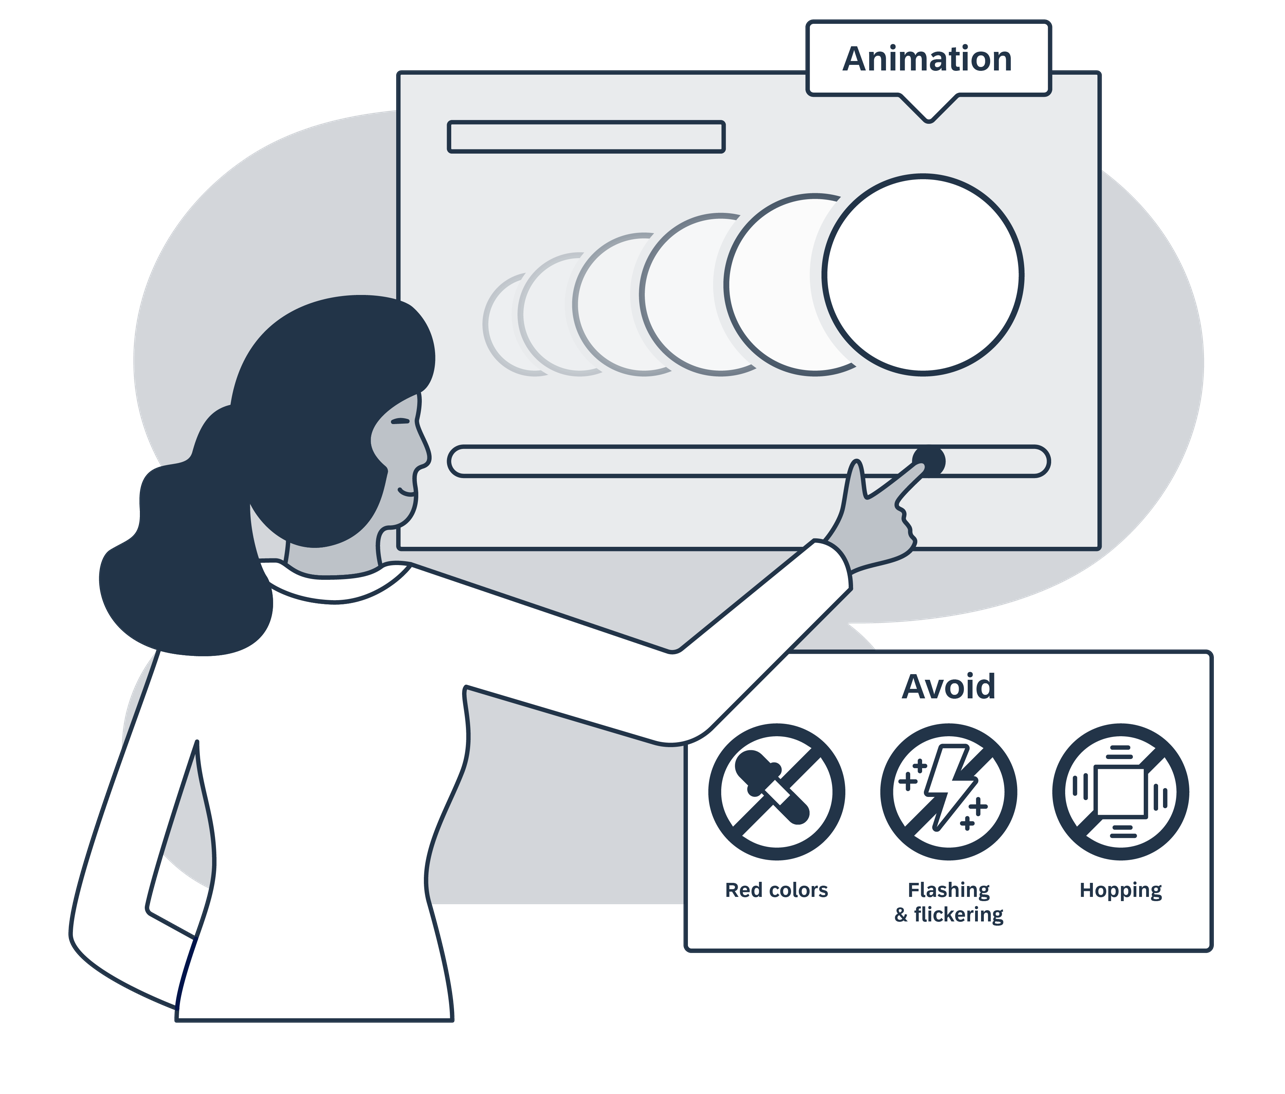 Animation
Avoid
Red colors
Flashing
& flickering
Hopping